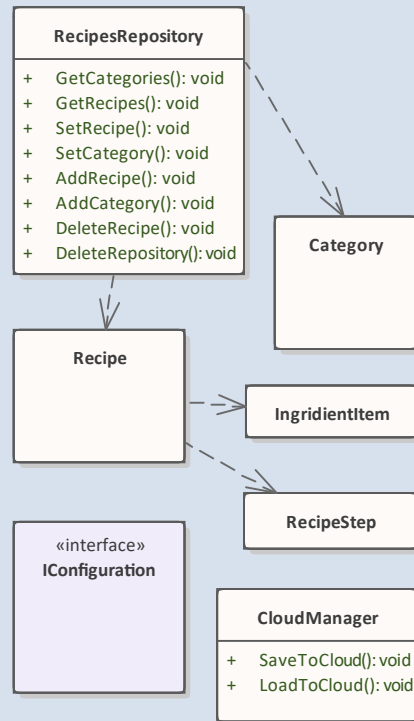 RecipesRepository
+ GetCategories(): void
+ GetRecipes(): void
+ SetRecipe(): void
+ SetCategory(): void
+ AddRecipe(): void
+ AddCategory(): void
+ DeleteRecipe(): void
+ DeleteRepository(): void
Category
Recipe
IngridientItem
RecipeStep
«interface»
IConfiguration
CloudManager
+ SaveToCloud(): void
+ LoadToCloud(): void